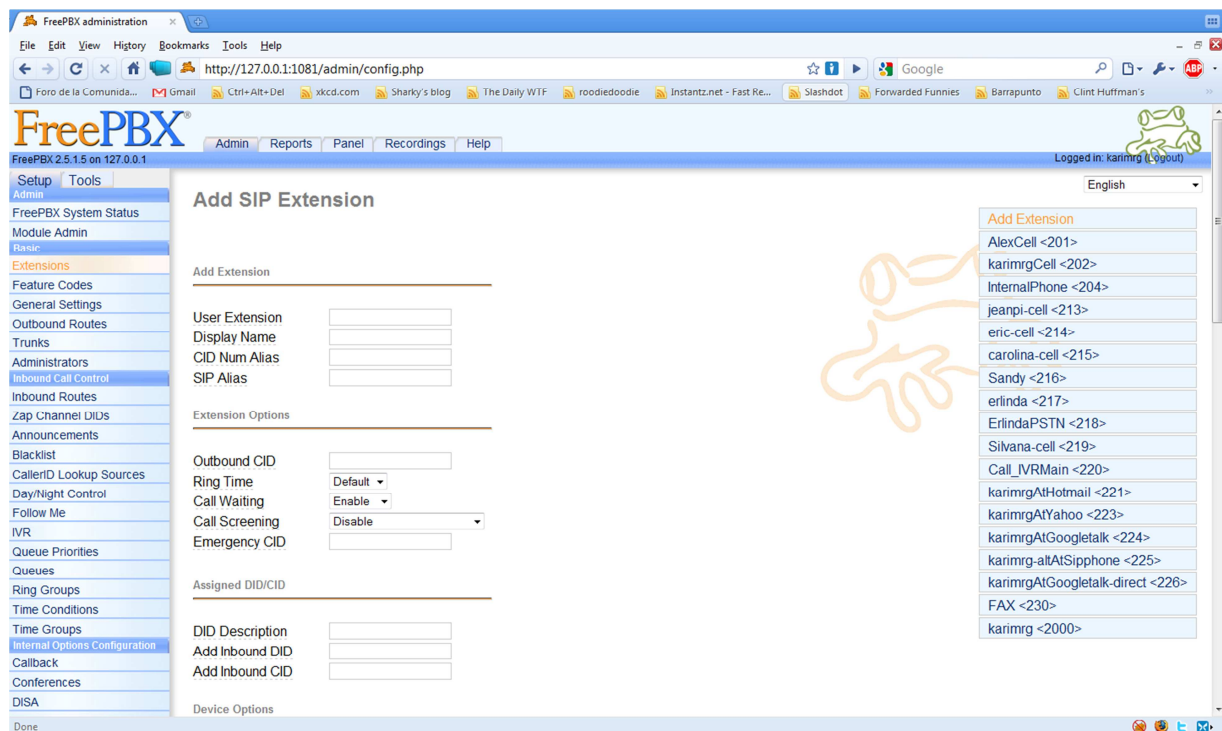 FreePBX administration
File Edit View History Bookmarks Tools Help
http://127.0.0.1:1081/admin/config.php
Google
ABP
Foro de la Comunida... Gmail Ctrl+Alt+Del xkcd.com Sharky's blog The Daily WTF roodiedoodie Instantz.net - Fast Re... Slashdot Forwarded Funnies Barrapunto Clint Huffman's
FreePBX®
Admin Reports Panel Recordings Help
FreePBX 2.5.1.5 on 127.0.0.1
Logged in: karimrg (Logout)
Setup Tools
Admin
FreePBX System Status
Module Admin
Basic
Extensions
Feature Codes
General Settings
Outbound Routes
Trunks
Administrators
Inbound Call Control
Inbound Routes
Zap Channel DIDs
Announcements
Blacklist
CallerID Lookup Sources
Day/Night Control
Follow Me
IVR
Queue Priorities
Queues
Ring Groups
Time Conditions
Time Groups
Internal Options Configuration
Callback
Conferences
DISA
Add SIP Extension
Add Extension
User Extension
Display Name
CID Num Alias
SIP Alias
Extension Options
Outbound CID
Ring Time Default
Call Waiting Enable
Call Screening Disable
Emergency CID
Assigned DID/CID
DID Description
Add Inbound DID
Add Inbound CID
Device Options
English
Add Extension
AlexCell <201>
karimrgCell <202>
InternalPhone <204>
jeanpi-cell <213>
eric-cell <214>
carolina-cell <215>
Sandy <216>
erlinda <217>
ErlindaPSTN <218>
Silvana-cell <219>
Call_IVRMain <220>
karimrgAtHotmail <221>
karimrgAtYahoo <223>
karimrgAtGoogletalk <224>
karimrg-altAtSipphone <225>
karimrgAtGoogletalk-direct <226>
FAX <230>
karimrg <2000>
Done